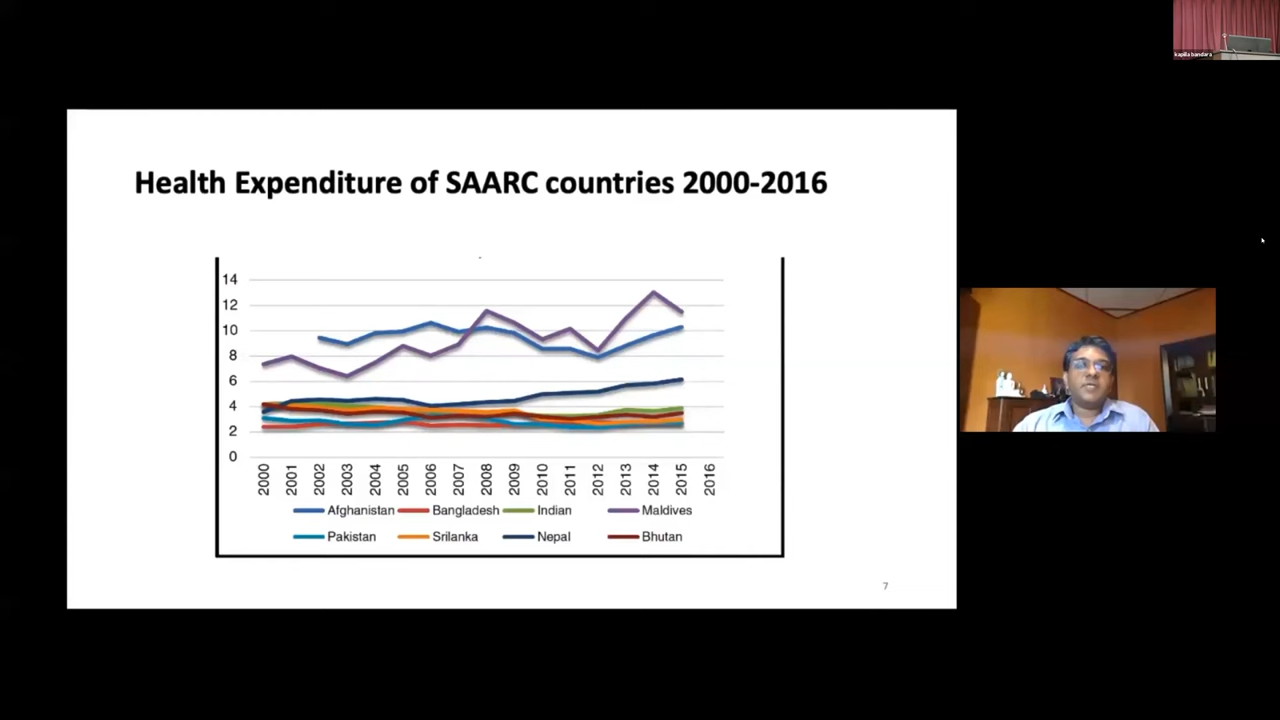 kapila bandara
Health Expenditure of SAARC countries 2000-2016
14
12
10
8
6
4
2
0
2000 2001 2002 2003 2004 2005 2006 2007 2008 2009 2010 2011 2012 2013 2014 2015 2016
Afghanistan Bangladesh Indian Maldives
Pakistan Srilanka Nepal Bhutan
7